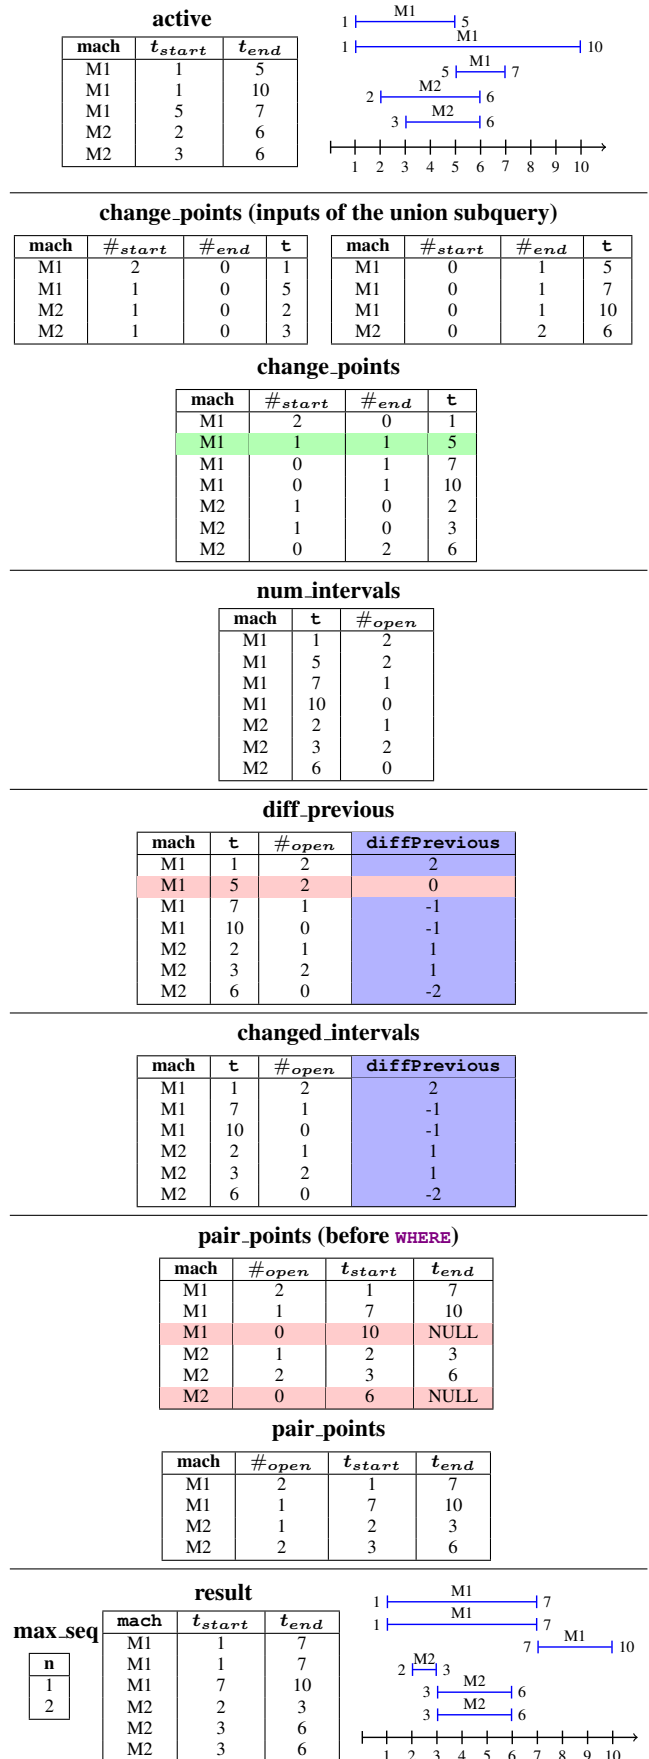 active
mach t_start t_end
M1 1 5
M1 1 10
M1 5 7
M2 2 6
M2 3 6
M1
1 5
M1
1 10
M1
5 7
M2
2 6
M2
3 6
1 2 3 4 5 6 7 8 9 10
change_points (inputs of the union subquery)
mach #start #end t
M1 2 0 1
M1 1 0 5
M2 1 0 2
M2 1 0 3
mach #start #end t
M1 0 1 5
M1 0 1 7
M1 0 1 10
M2 0 2 6
change_points
mach #start #end t
M1 2 0 1
M1 1 1 5
M1 0 1 7
M1 0 1 10
M2 1 0 2
M2 1 0 3
M2 0 2 6
num_intervals
mach t #open
M1 1 2
M1 5 2
M1 7 1
M1 10 0
M2 2 1
M2 3 2
M2 6 0
diff_previous
mach t #open diffPrevious
M1 1 2 2
M1 5 2 0
M1 7 1 -1
M1 10 0 -1
M2 2 1 1
M2 3 2 1
M2 6 0 -2
changed_intervals
mach t #open diffPrevious
M1 1 2 2
M1 7 1 -1
M1 10 0 -1
M2 2 1 1
M2 3 2 1
M2 6 0 -2
pair_points (before WHERE)
mach #open t_start t_end
M1 2 1 7
M1 1 7 10
M1 0 10 NULL
M2 1 2 3
M2 2 3 6
M2 0 6 NULL
pair_points
mach #open t_start t_end
M1 2 1 7
M1 1 7 10
M2 1 2 3
M2 2 3 6
max_seq
n
1
2
result
mach t_start t_end
M1 1 7
M1 1 7
M1 7 10
M2 2 3
M2 3 6
M2 3 6
M1
1 7
M1
1 7
M1
7 10
M2
2 3
M2
3 6
M2
3 6
1 2 3 4 5 6 7 8 9 10